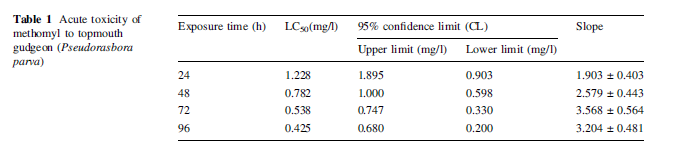 Table 1 Acute toxicity of
methomyl to topmouth
gudgeon (Pseudorasbora
parva)
Exposure time (h) LC50(mg/l) 95% confidence limit (CL) Slope
Upper limit (mg/l) Lower limit (mg/l)
24 1.228 1.895 0.903 1.903 ± 0.403
48 0.782 1.000 0.598 2.579 ± 0.443
72 0.538 0.747 0.330 3.568 ± 0.564
96 0.425 0.680 0.200 3.204 ± 0.481